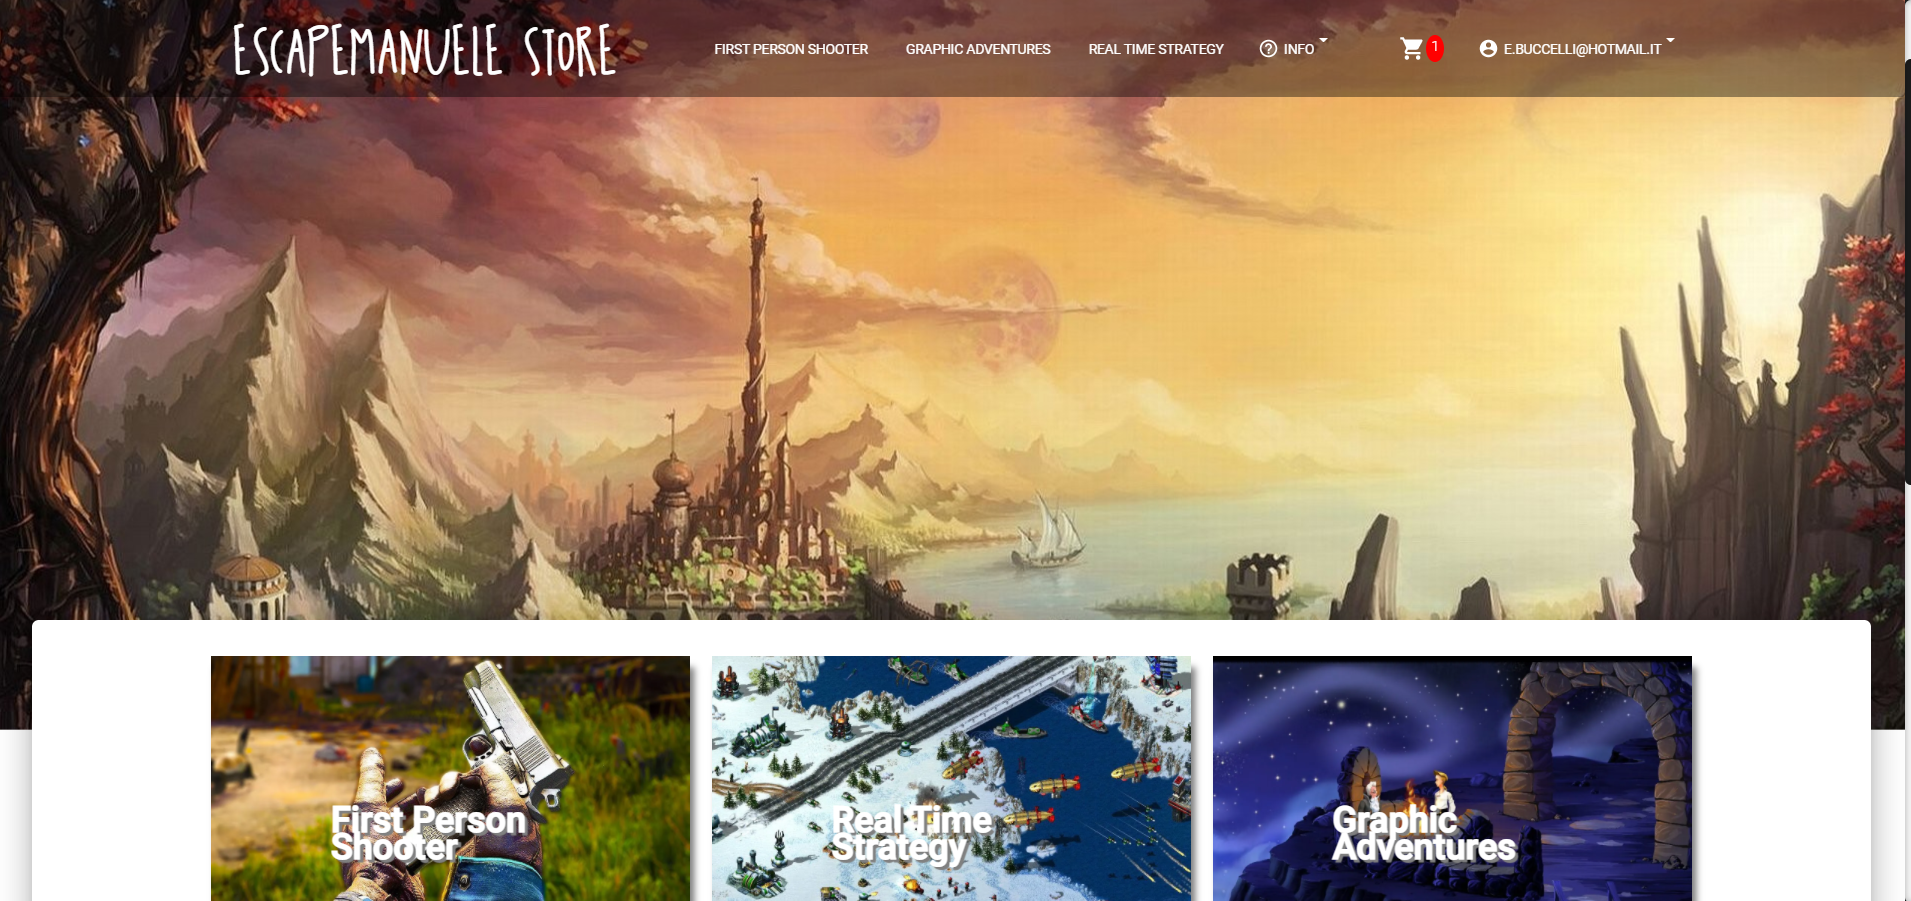 ESCAPEMANUELE STORE
FIRST PERSON SHOOTER
GRAPHIC ADVENTURES
REAL TIME STRATEGY
INFO
1
E.BUCCELLI@HOTMAIL.IT
First Person
Shooter
Real Time
Strategy
Graphic
Adventures